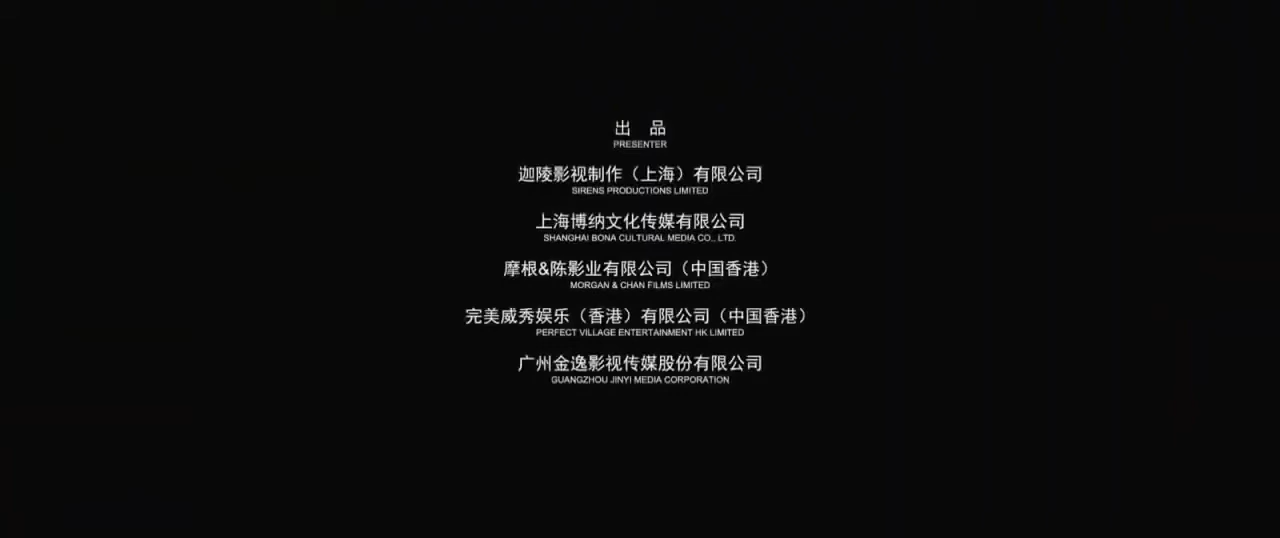 出　品
PRESENTER
迦陵影视制作（上海）有限公司
SIRENS PRODUCTIONS LIMITED
上海博纳文化传媒有限公司
SHANGHAI BONA CULTURAL MEDIA CO., LTD.
摩根&陈影业有限公司（中国香港）
MORGAN & CHAN FILMS LIMITED
完美威秀娱乐（香港）有限公司（中国香港）
PERFECT VILLAGE ENTERTAINMENT HK LIMITED
广州金逸影视传媒股份有限公司
GUANGZHOU JINYI MEDIA CORPORATION